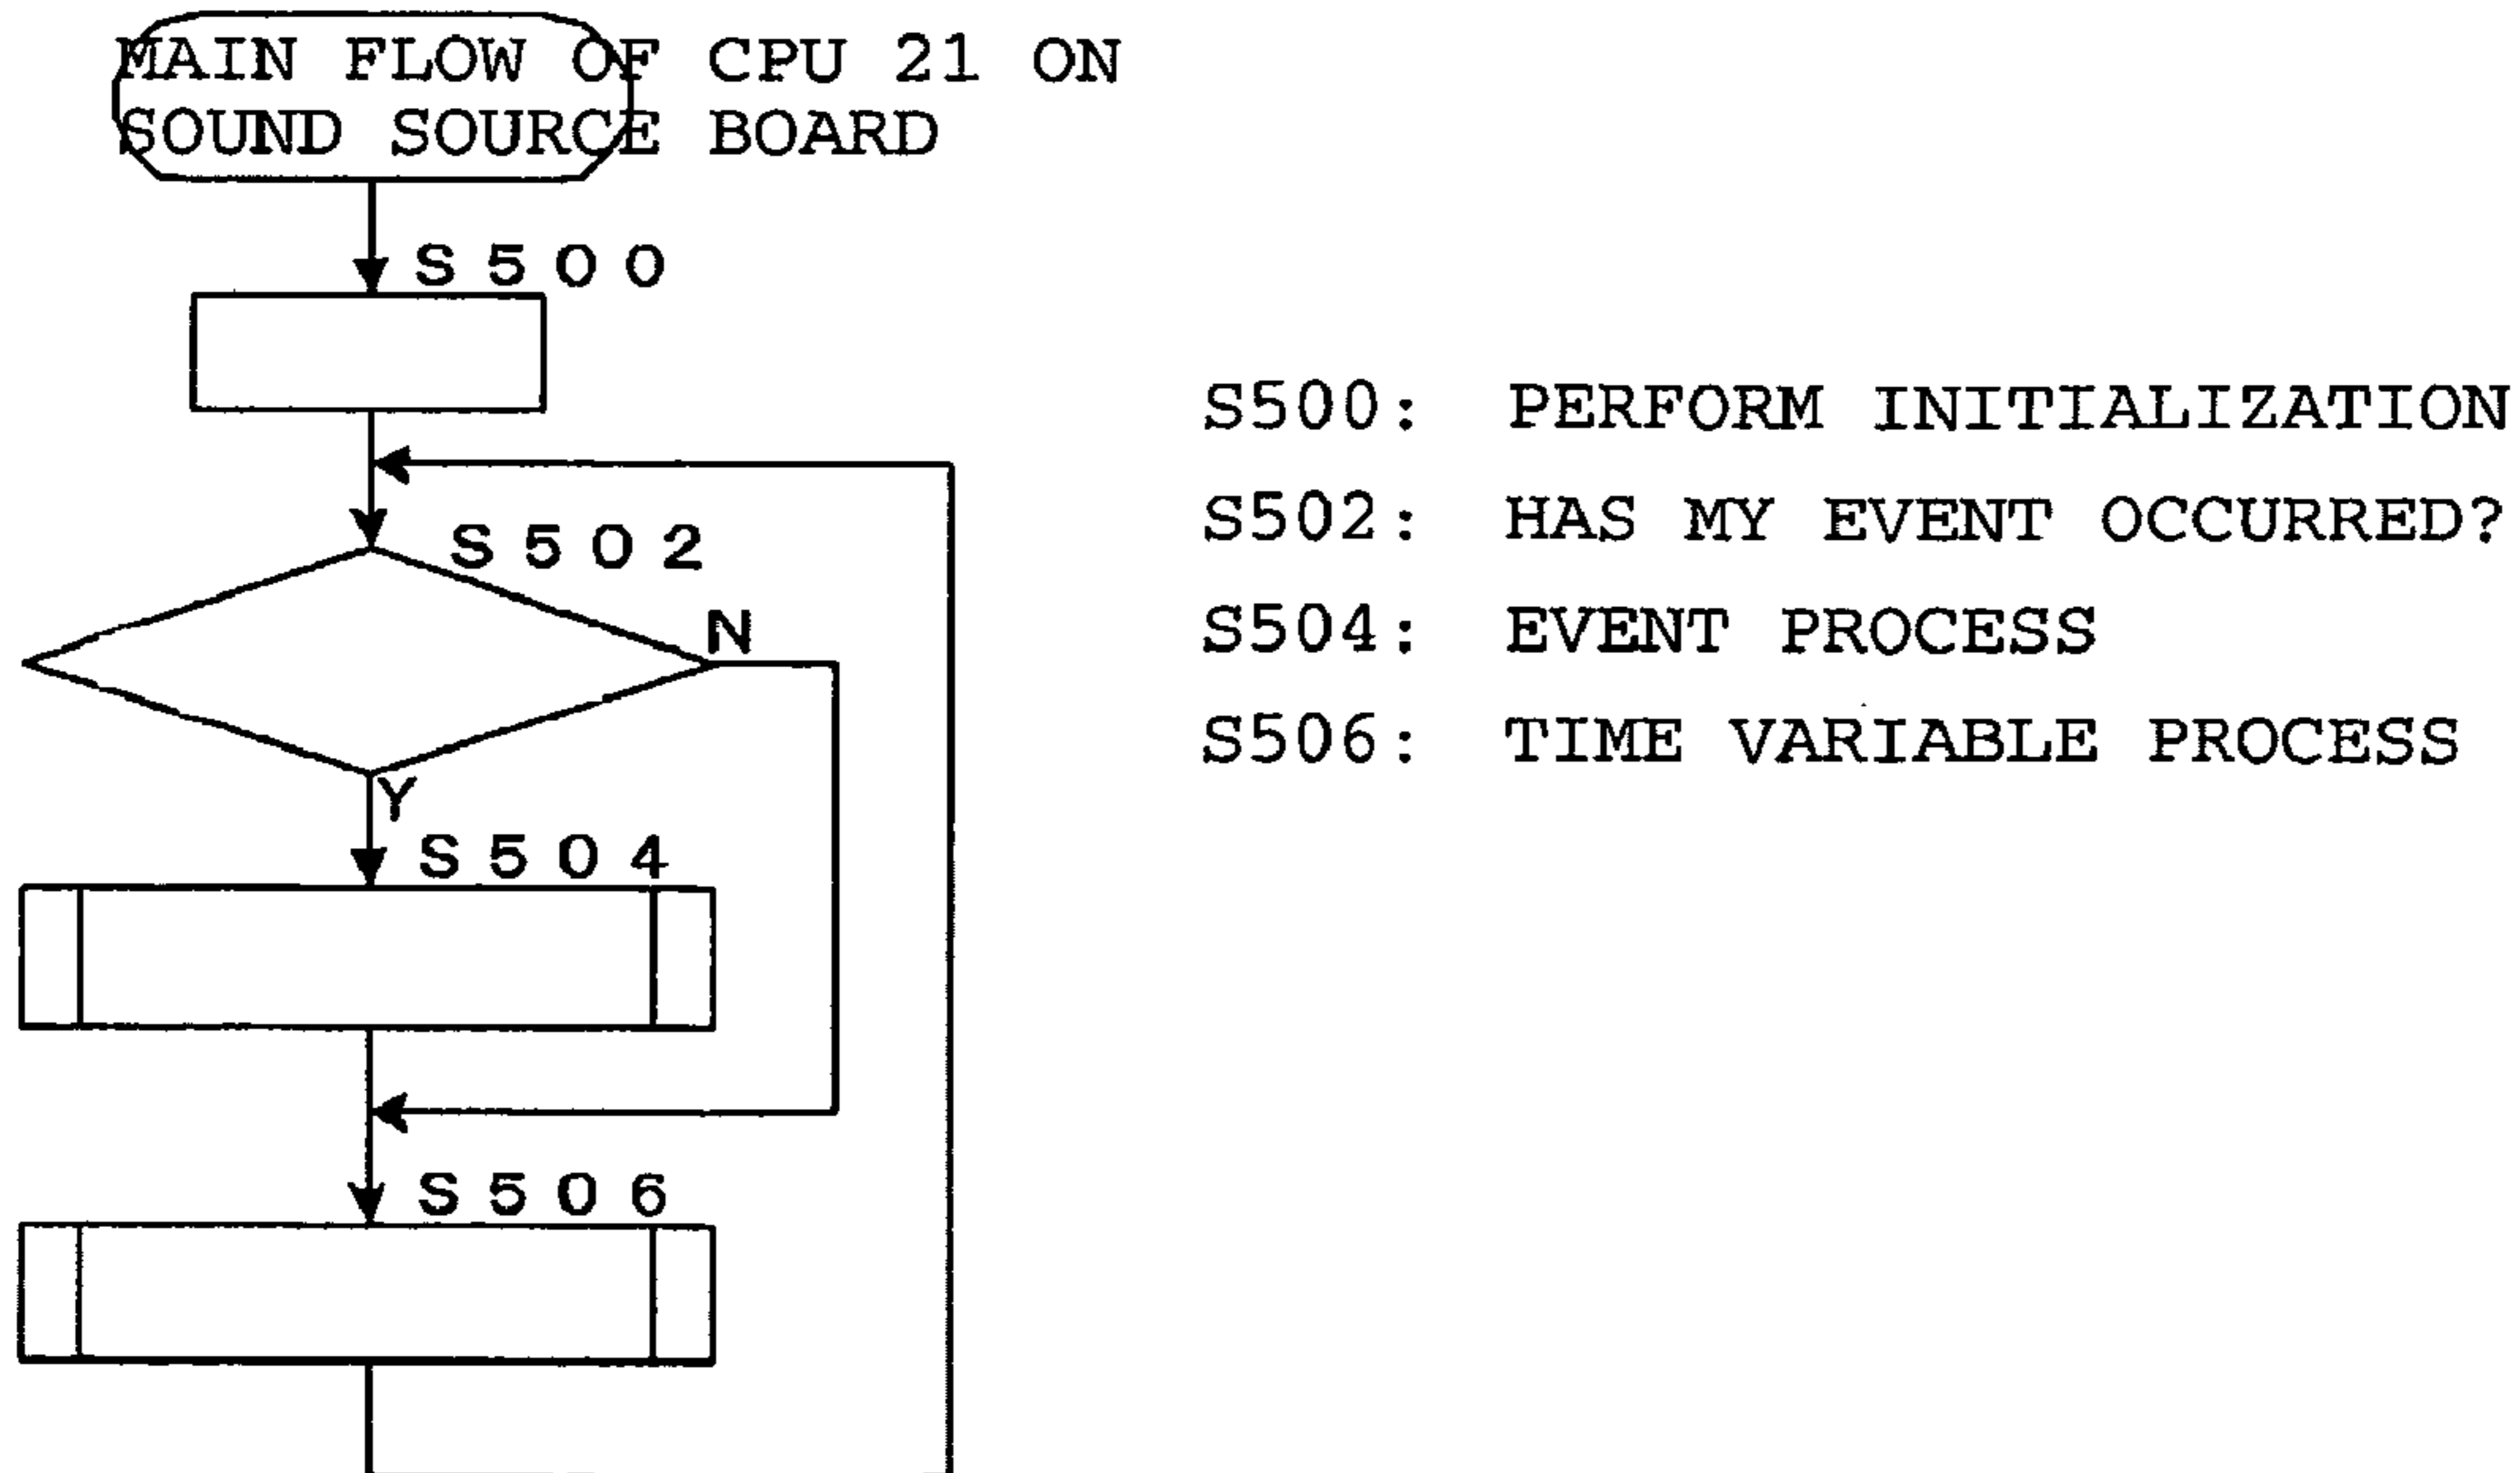 MAIN FLOW OF CPU 21 ON
SOUND SOURCE BOARD
S500
S502
N
Y
S504
S506
S500: PERFORM INITIALIZATION
S502: HAS MY EVENT OCCURRED?
S504: EVENT PROCESS
S506: TIME VARIABLE PROCESS